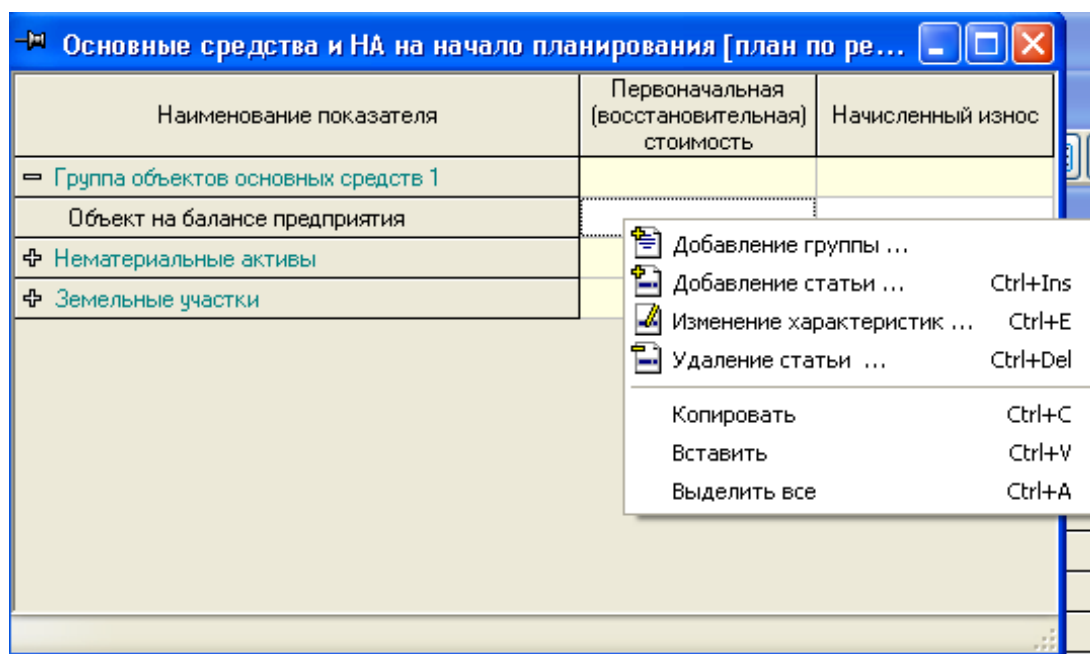 Основные средства и НА на начало планирования [план по ре...
Наименование показателя
Первоначальная
(восстановительная)
стоимость
Начисленный износ
Группа объектов основных средств 1
Объект на балансе предприятия
Нематериальные активы
Земельные участки
Добавление группы ...
Добавление статьи ... Ctrl+Ins
Изменение характеристик ... Ctrl+E
Удаление статьи ... Ctrl+Del
Копировать Ctrl+C
Вставить Ctrl+V
Выделить все Ctrl+A